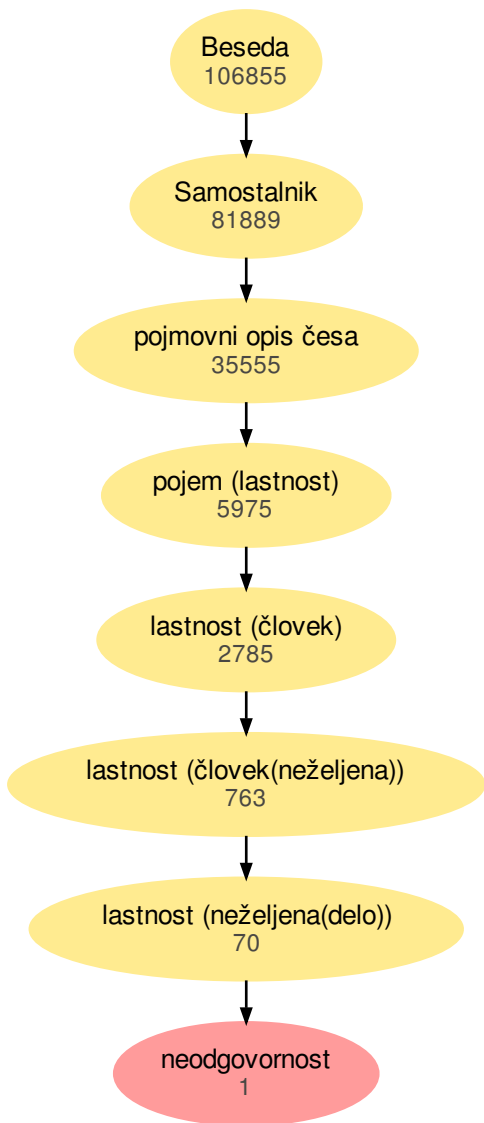 Beseda
106855
Samostalnik
81889
pojmovni opis česa
35555
pojem (lastnost)
5975
lastnost (človek)
2785
lastnost (človek(neželjena))
763
lastnost (neželjena(delo))
70
neodgovornost
1